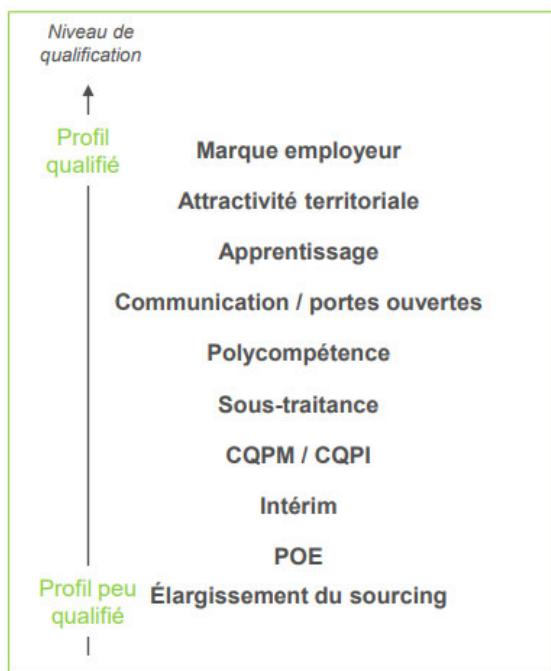 Niveau de
qualification
Profil
qualifié
Marque employeur
Attractivité territoriale
Apprentissage
Communication / portes ouvertes
Polycompétence
Sous-traitance
CQPM / CQPI
Intérim
POE
Profil peu
qualifié
Élargissement du sourcing